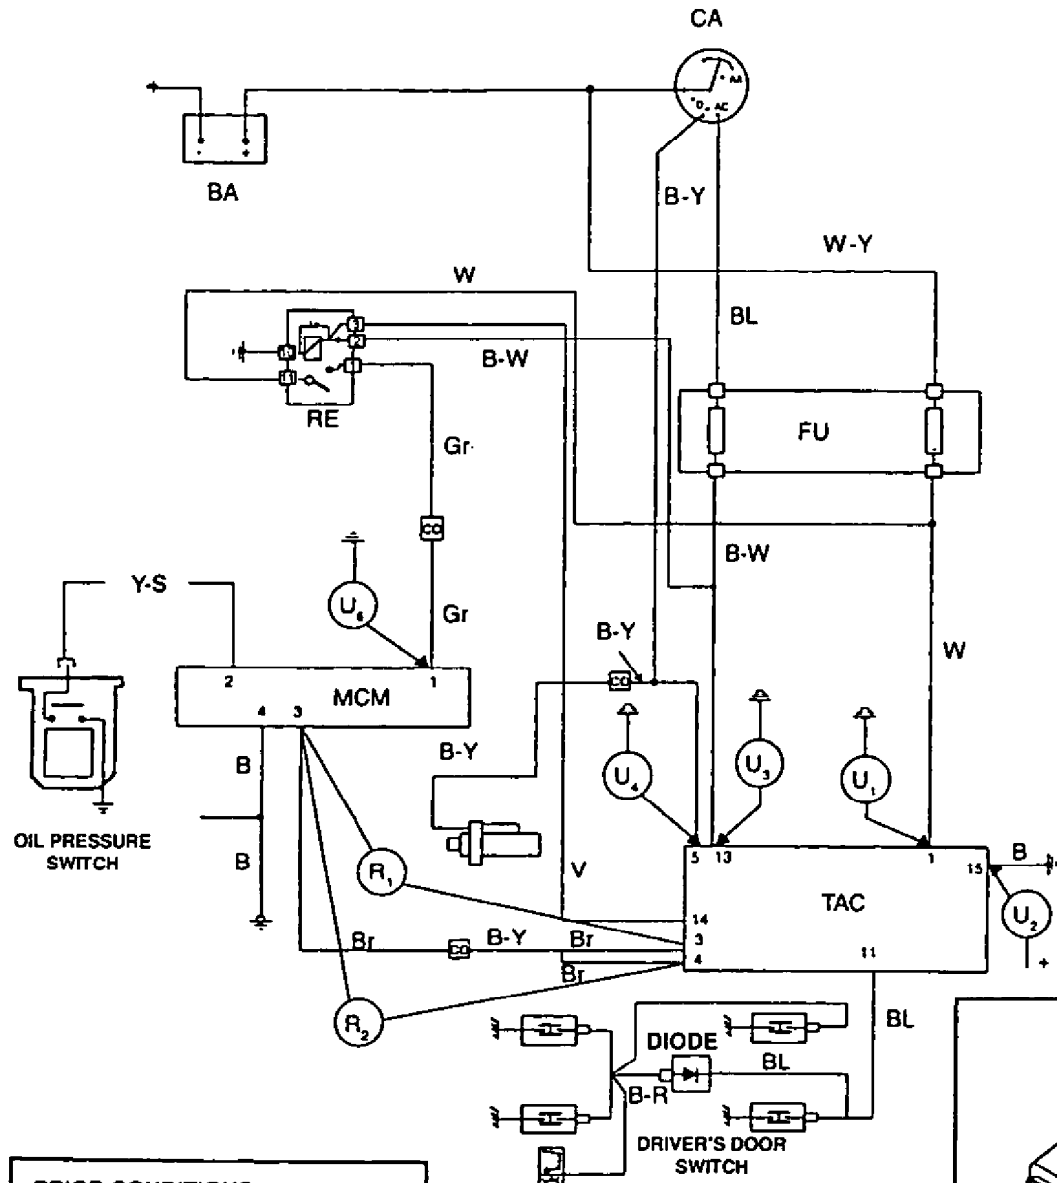 CA
AA
D
AC
- +
BA
B-Y
W-Y
W
BL
B-W
RE
FU
Gr
CO
B-W
Y-S
U6
Gr
B-Y
W
CO
2 MCM 1
4 3
B
B-Y
U4
U3
U1
OIL PRESSURE
SWITCH
B
R1
V
5 13 1
15
B
TAC
U2
14
3
4
11
+
Br
CO
B-Y
Br
Br
R2
BL
DIODE
BL
B-R
DRIVER'S DOOR
SWITCH